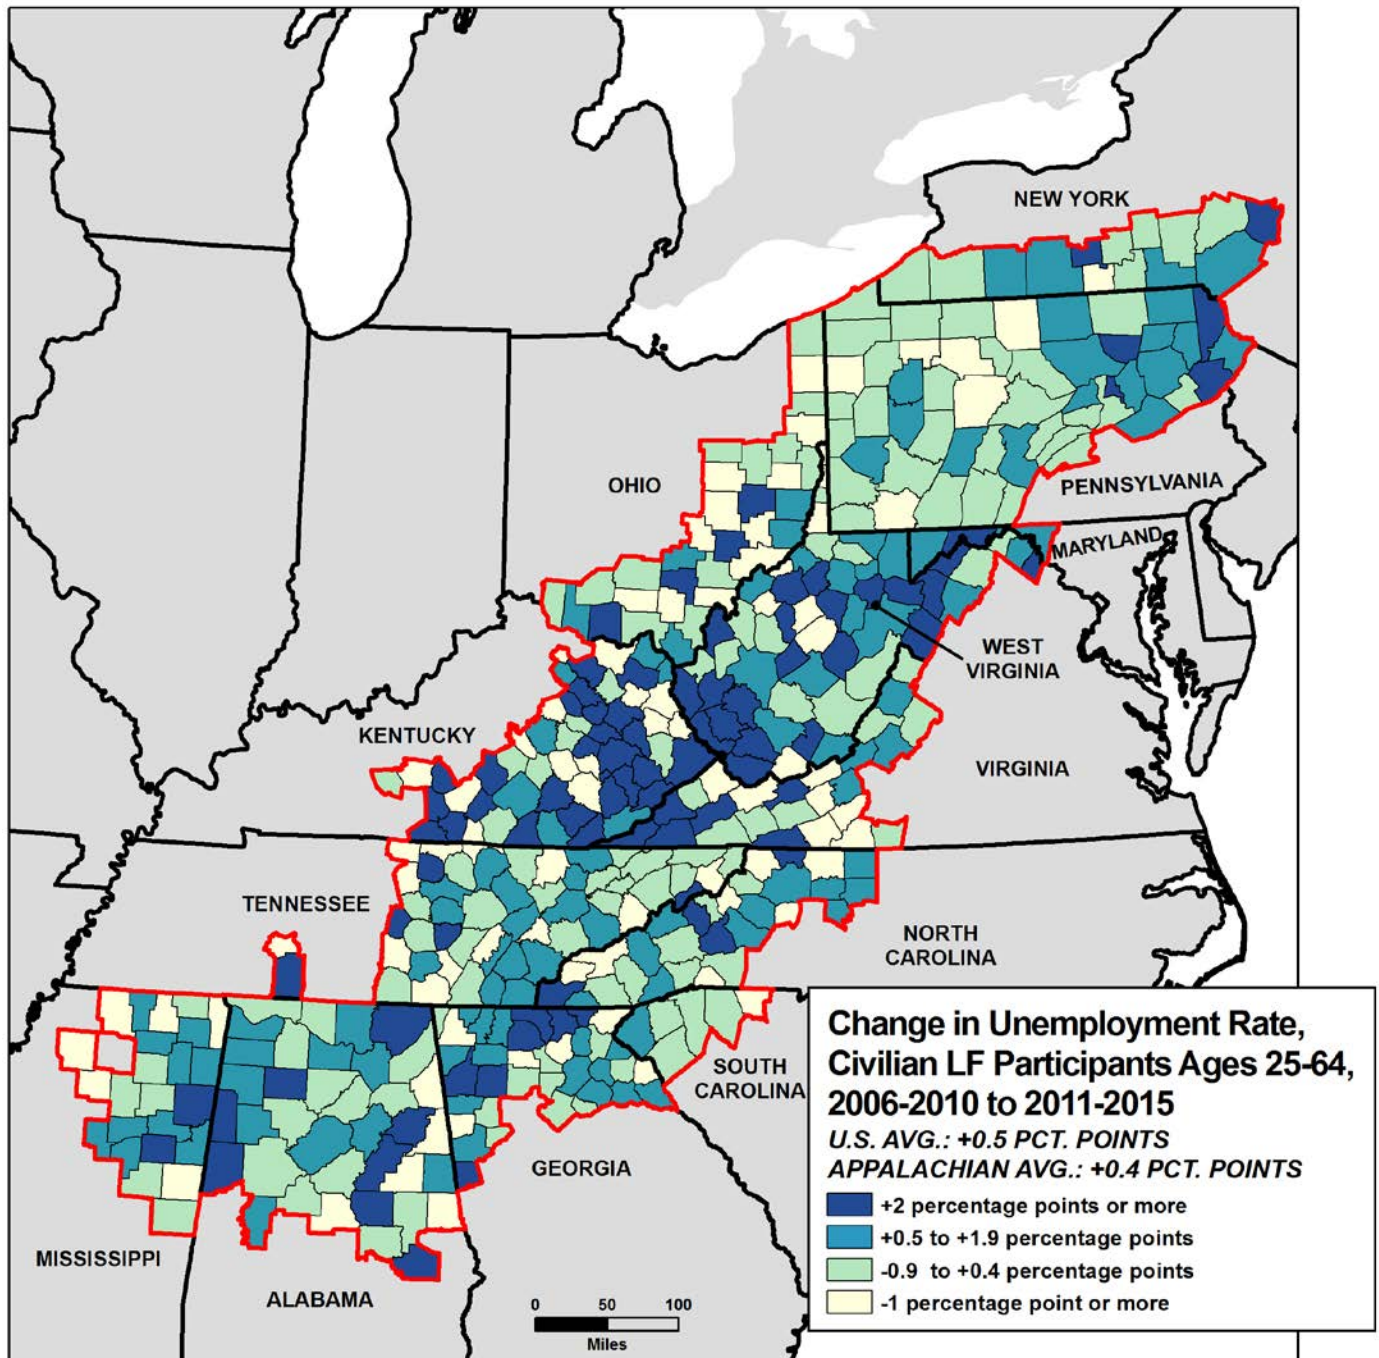 NEW YORK
OHIO
PENNSYLVANIA
MARYLAND
WEST
VIRGINIA
KENTUCKY
VIRGINIA
TENNESSEE
NORTH
CAROLINA
SOUTH
CAROLINA
GEORGIA
MISSISSIPPI
ALABAMA
0 50 100
Miles
Change in Unemployment Rate,
Civilian LF Participants Ages 25-64,
2006-2010 to 2011-2015
U.S. AVG.: +0.5 PCT. POINTS
APPALACHIAN AVG.: +0.4 PCT. POINTS
+2 percentage points or more
+0.5 to +1.9 percentage points
-0.9 to +0.4 percentage points
-1 percentage point or more